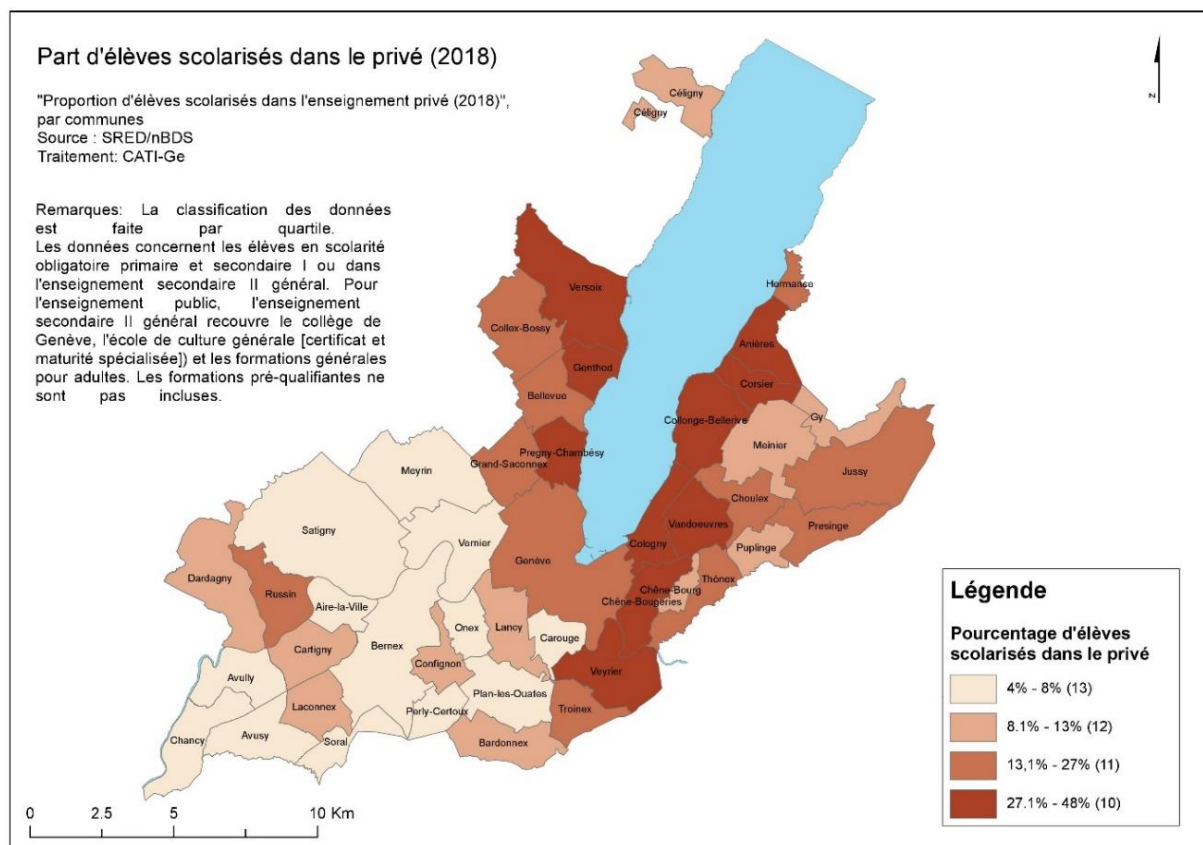 Part d'élèves scolarisés dans le privé (2018)
"Proportion d'élèves scolarisés dans l'enseignement privé (2018)",
par communes
Source : SRED/nBDS
Traitement: CATI-Ge
Remarques: La classification des données
est faite par quartile.
Les données concernent les élèves en scolarité
obligatoire primaire et secondaire I ou dans
l'enseignement secondaire II général. Pour
l'enseignement public, l'enseignement
secondaire II général recouvre le collège de
Genève, l'école de culture générale [certificat et
maturité spécialisée]) et les formations générales
pour adultes. Les formations pré-qualifiantes ne
sont pas incluses.
N
Céligny
Céligny
Hermance
Versoix
Collex-Bossy
Anières
Genthod
Corsier
Bellevue
Collonge-Bellerive
Gy
Meinier
Pregny-Chambésy
Grand-Saconnex
Meyrin
Jussy
Choulex
Vandoeuvres
Presinge
Satigny
Vernier
Cologny
Puplinge
Genève
Dardagny
Thônex
Chêne-Bourg
Russin
Chêne-Bougeries
Aire-la-Ville
Onex
Lancy
Carouge
Bernex
Cartigny
Confignon
Veyrier
Avully
Plan-les-Ouates
Laconnex
Perly-Certoux
Troinex
Chancy
Avusy
Soral
Bardonnex
0 2.5 5 10 Km
Légende
Pourcentage d'élèves
scolarisés dans le privé
4% - 8% (13)
8.1% - 13% (12)
13,1% - 27% (11)
27.1% - 48% (10)